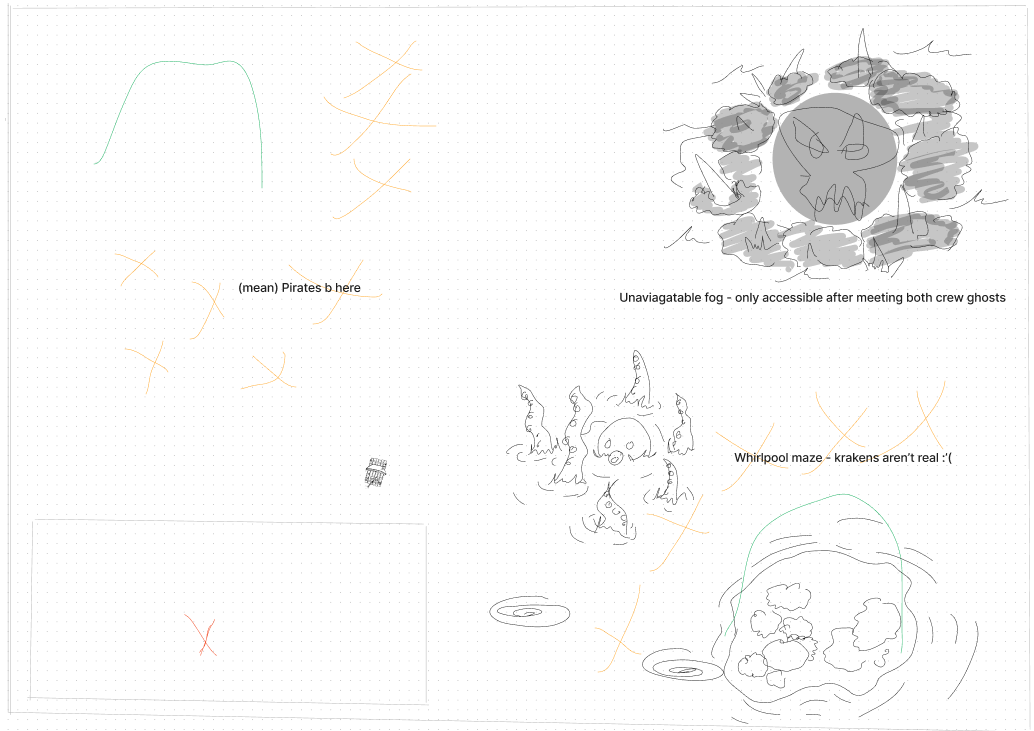 (mean) Pirates b here
Unaviagatable fog - only accessible after meeting both crew ghosts
Whirlpool maze - krakens aren't real :'(